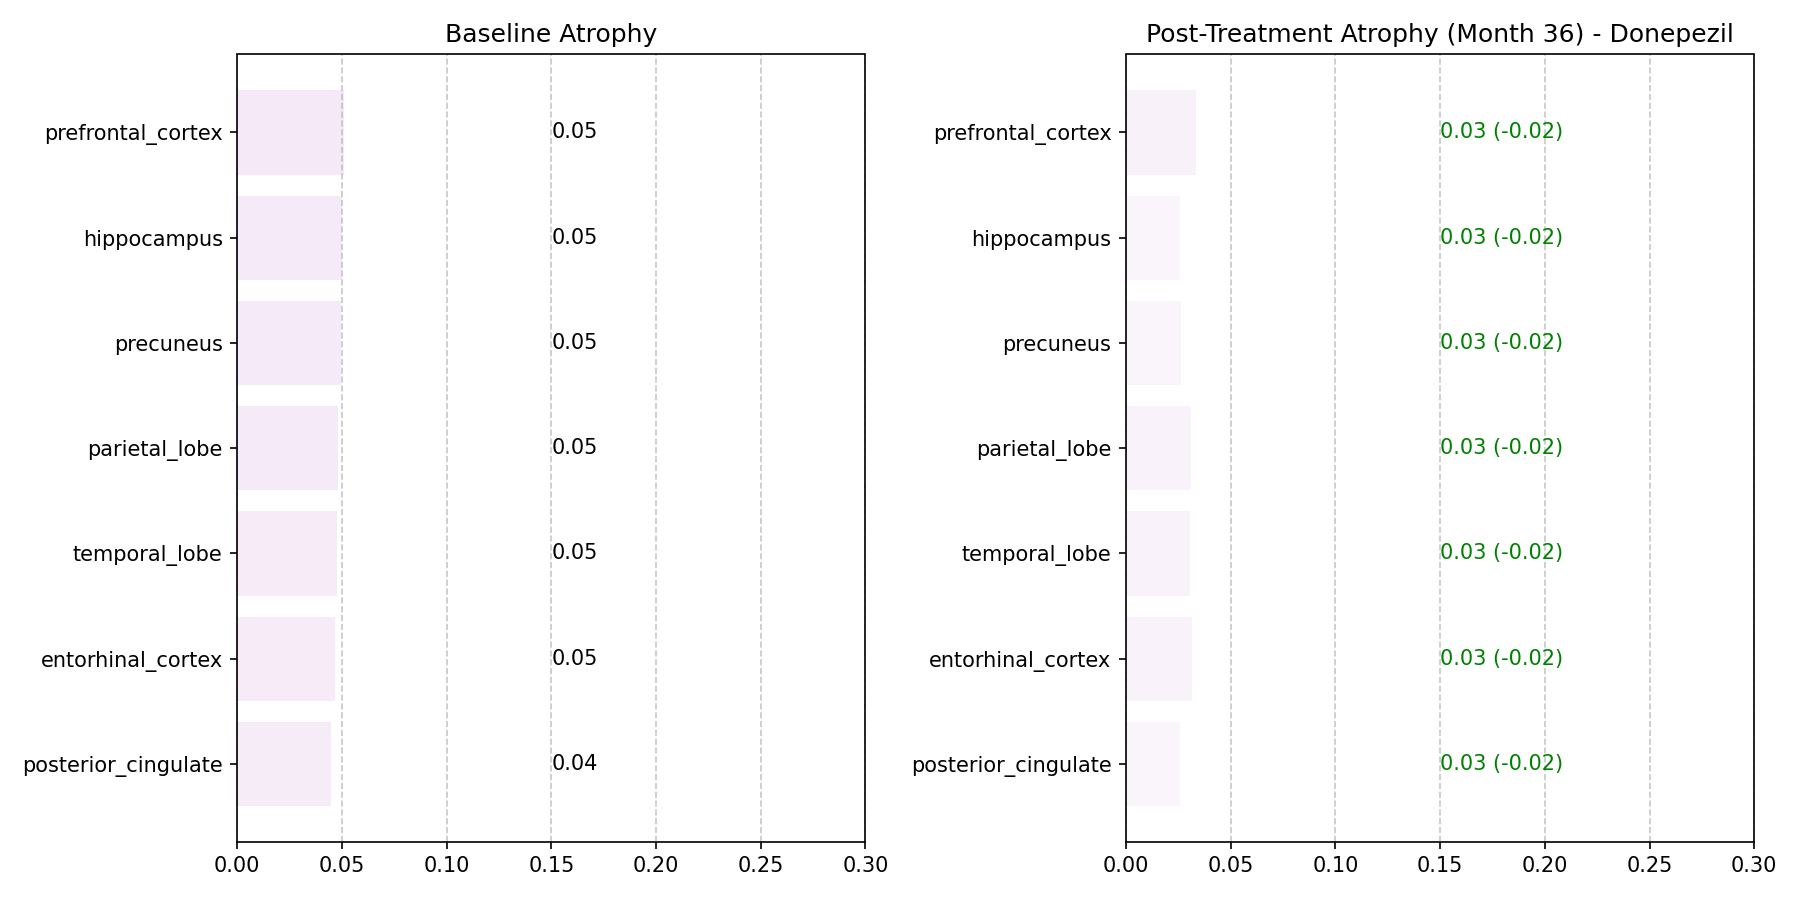 Baseline Atrophy
prefrontal_cortex 0.05
hippocampus 0.05
precuneus 0.05
parietal_lobe 0.05
temporal_lobe 0.05
entorhinal_cortex 0.05
posterior_cingulate 0.04
0.00 0.05 0.10 0.15 0.20 0.25 0.30
Post-Treatment Atrophy (Month 36) - Donepezil
prefrontal_cortex 0.03 (-0.02)
hippocampus 0.03 (-0.02)
precuneus 0.03 (-0.02)
parietal_lobe 0.03 (-0.02)
temporal_lobe 0.03 (-0.02)
entorhinal_cortex 0.03 (-0.02)
posterior_cingulate 0.03 (-0.02)
0.00 0.05 0.10 0.15 0.20 0.25 0.30